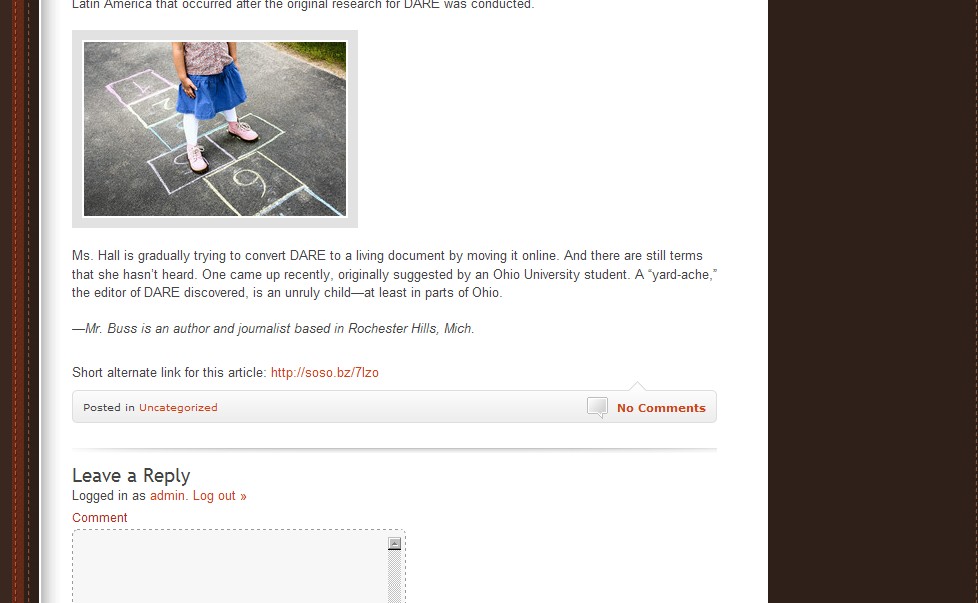 Latin America that occurred after the original research for DARE was conducted.
Ms. Hall is gradually trying to convert DARE to a living document by moving it online. And there are still terms
that she hasn’t heard. One came up recently, originally suggested by an Ohio University student. A “yard-ache,”
the editor of DARE discovered, is an unruly child—at least in parts of Ohio.
—Mr. Buss is an author and journalist based in Rochester Hills, Mich.
Short alternate link for this article: http://soso.bz/7lzo
Posted in Uncategorized
No Comments
Leave a Reply
Logged in as admin. Log out »
Comment